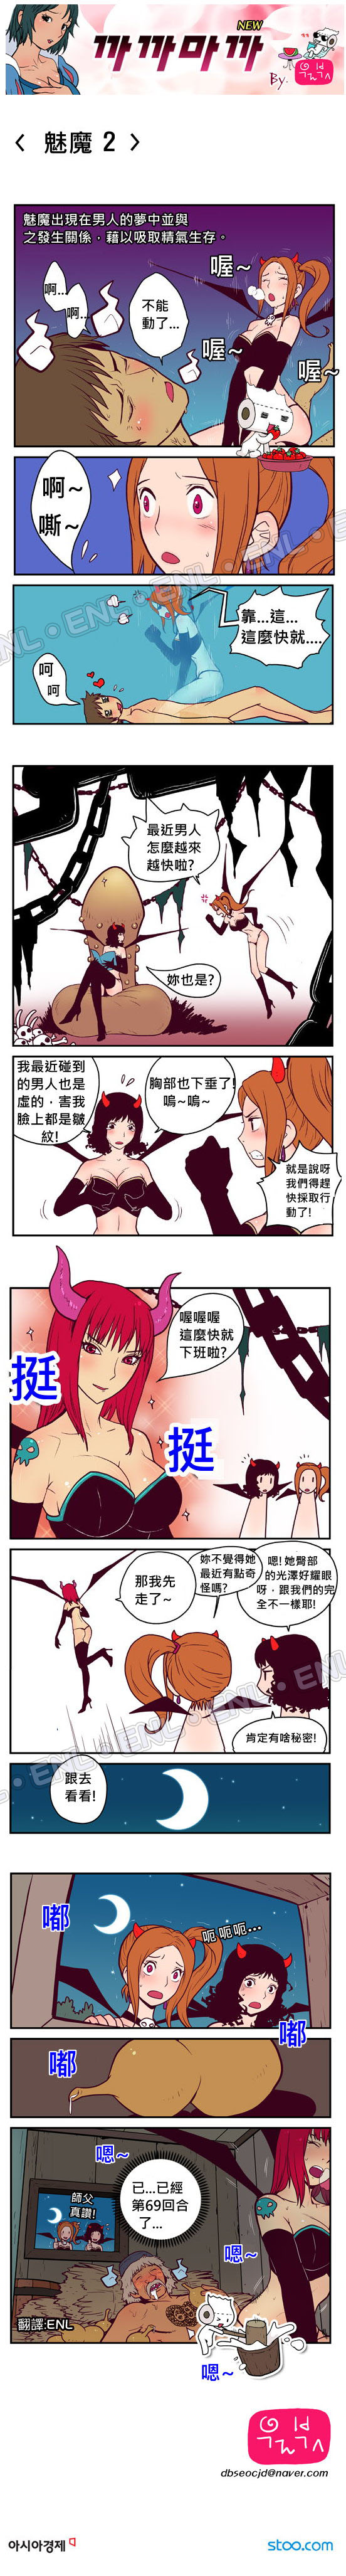 까까마까
NEW
By.
< 魅魔 2 >
魅魔出現在男人的夢中並與
之發生關係，藉以吸取精氣生存。
啊...
啊...
不能
動了...
喔~
喔~
喔~
啊~
嘶~
ENL • ENL • ENL • ENL
靠...這...
這麼快就....
呵
呵
最近男人
怎麼越來
越快啦?
妳也是?
我最近碰到
的男人也是
虛的，害我
臉上都是皺
紋!
胸部也下垂了!
嗚~嗚~
就是說呀
我們得趕
快採取行
動了!
喔喔喔
這麼快就
下班啦?
挺
挺
那我先
走了~
妳不覺得她
最近有點奇
怪嗎?
嗯! 她臀部
的光澤好耀眼
呀，跟我們的完
全不一樣耶!
肯定有啥秘密!
ENL • ENL • ENL • ENL
跟去
看看!
嘟
呃呃呃...
嘟
嘟
嗯~
師父
真讚!
已...已經
第69回合
了...
嗯~
翻譯:ENL
嗯~
dbseocjd@naver.com
아시아경제
stoo.com